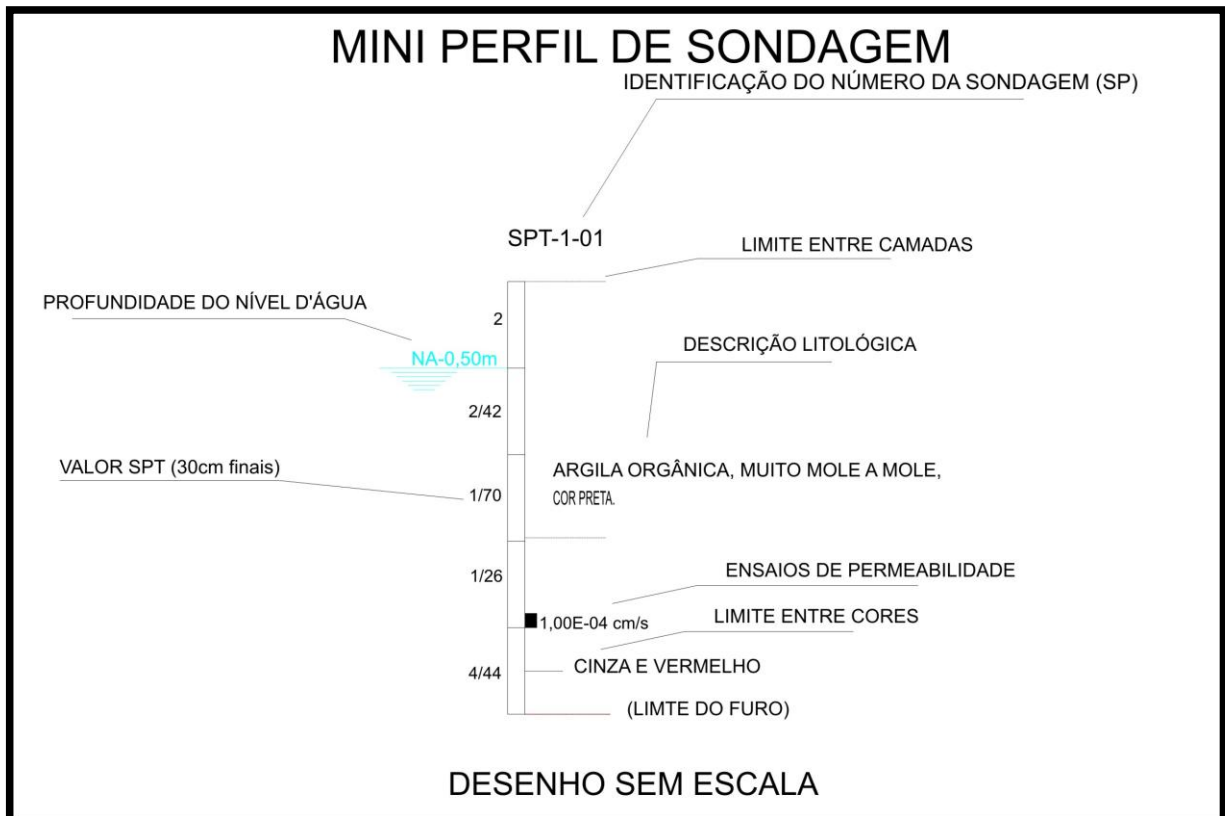 MINI PERFIL DE SONDAGEM
IDENTIFICAÇÃO DO NÚMERO DA SONDAGEM (SP)
SPT-1-01
LIMITE ENTRE CAMADAS
PROFUNDIDADE DO NÍVEL D'ÁGUA
2
NA-0,50m
DESCRIÇÃO LITOLÓGICA
2/42
VALOR SPT (30cm finais)
ARGILA ORGÂNICA, MUITO MOLE A MOLE,
COR PRETA.
1/70
1/26
ENSAIOS DE PERMEABILIDADE
1,00E-04 cm/s
LIMITE ENTRE CORES
4/44
CINZA E VERMELHO
(LIMTE DO FURO)
DESENHO SEM ESCALA